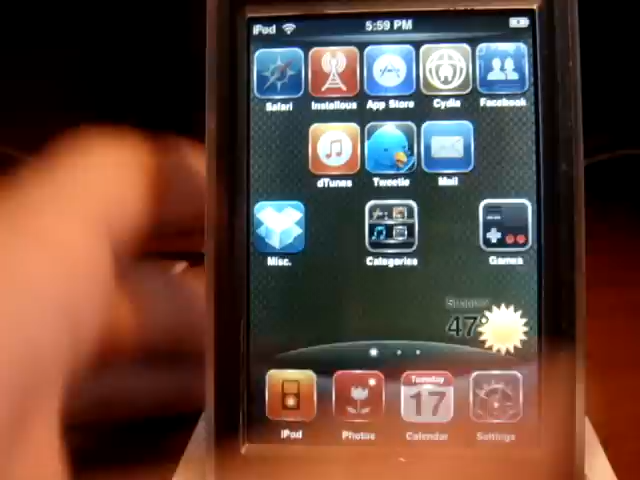 iPod 5:59 PM
Safari Installous App Store Cydia Facebook
dTunes Tweetie Mail
Misc. Categories Games
47°
Tuesday
17
iPod Photos Calendar Settings